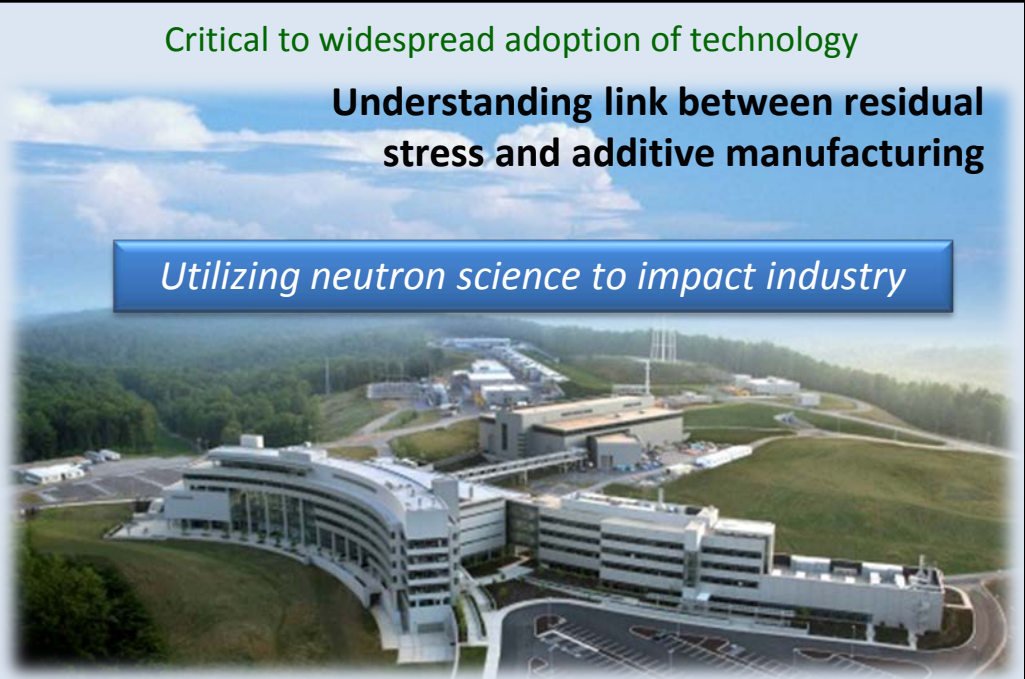 Critical to widespread adoption of technology
Understanding link between residual
stress and additive manufacturing
Utilizing neutron science to impact industry